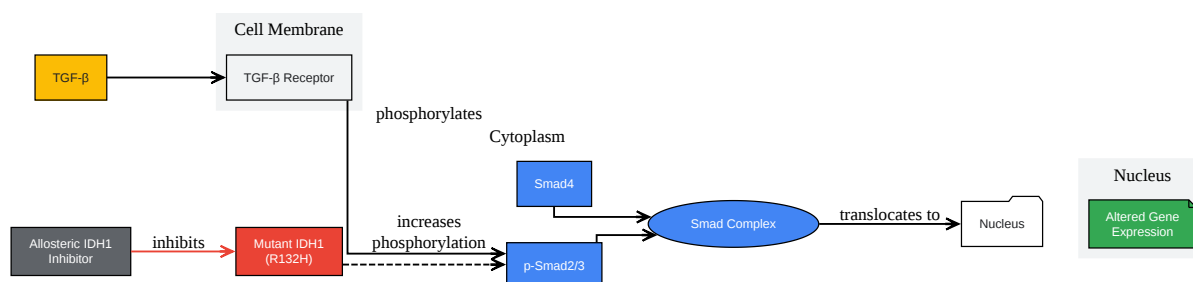 Cell Membrane
TGF-β
TGF-β Receptor
phosphorylates
Cytoplasm
Smad4
Nucleus
increases
phosphorylation
Smad Complex
translocates to
Nucleus
Altered Gene
Expression
Allosteric IDH1
Inhibitor
inhibits
Mutant IDH1
(R132H)
p-Smad2/3